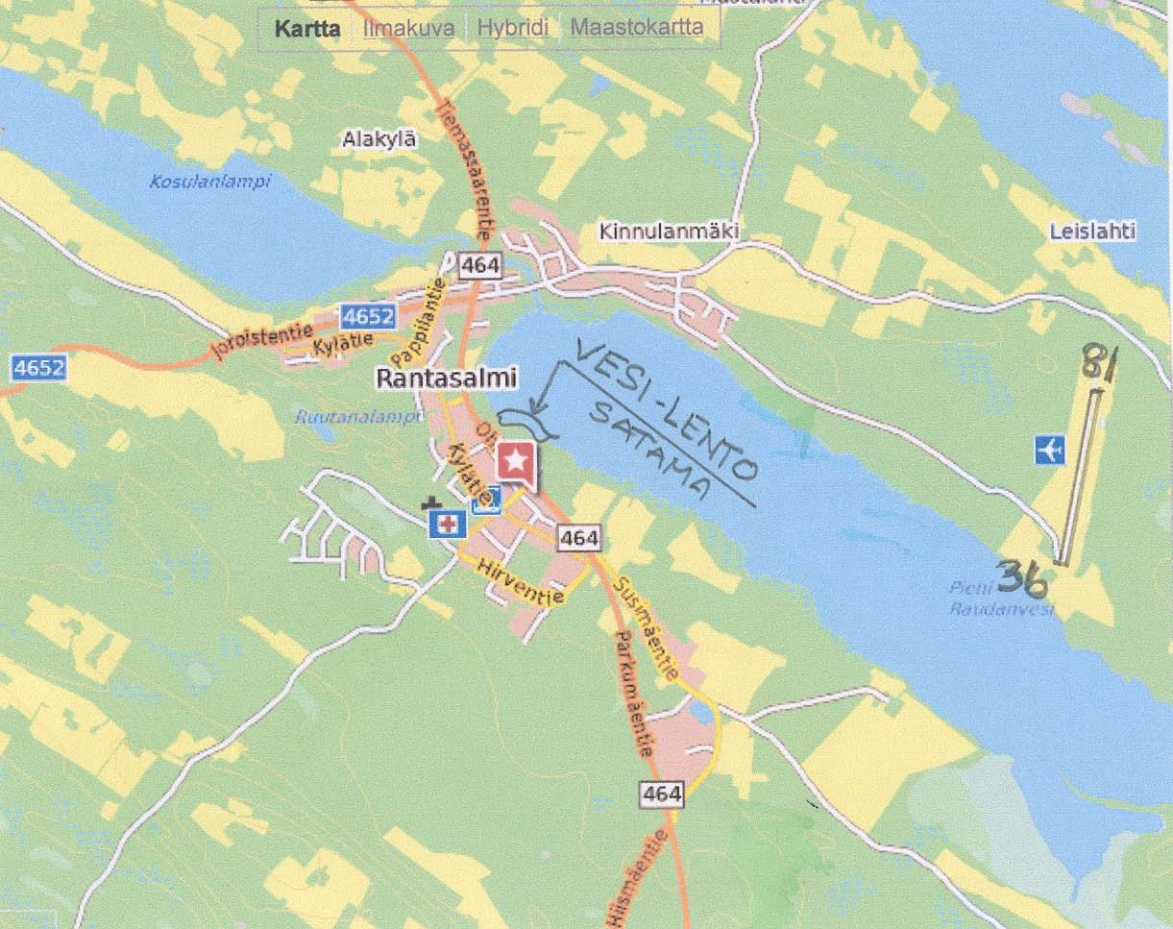 Kartta Ilmakuva Hybridi Maastokartta
Tiemassaarentie
Alakylä
Kosulanlampi
Kinnulanmäki
Leislahti
464
4652
Joroistentie
Kylätie
Pappilantie
4652
Rantasalmi
Ruutanalampi
VESI-LENTO
SATAMA
81
Kylätie
464
Hirventie
Susimäentie
Pieni
Raudanvesi
36
Parkumäentie
464
Hiismäentie